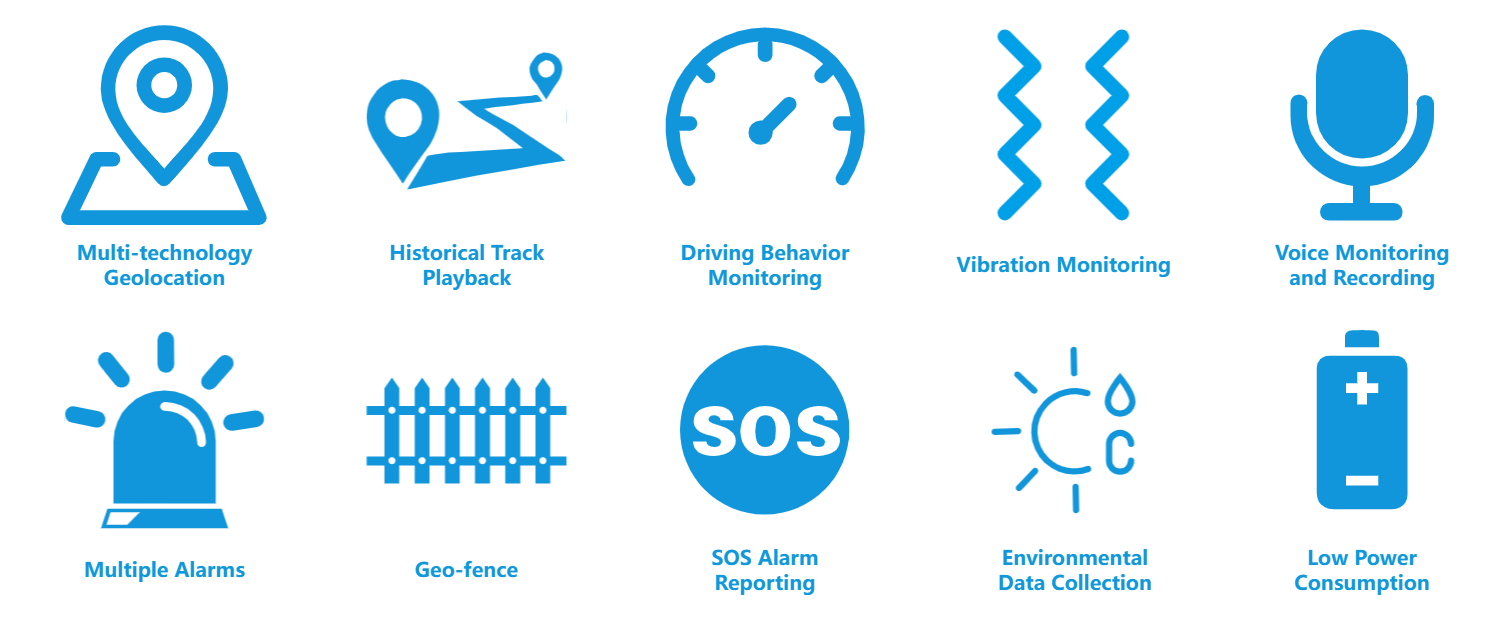 Multi-technology
Geolocation
Historical Track
Playback
Driving Behavior
Monitoring
Vibration Monitoring
Voice Monitoring
and Recording
SOS
Multiple Alarms
Geo-fence
SOS Alarm
Reporting
Environmental
Data Collection
Low Power
Consumption